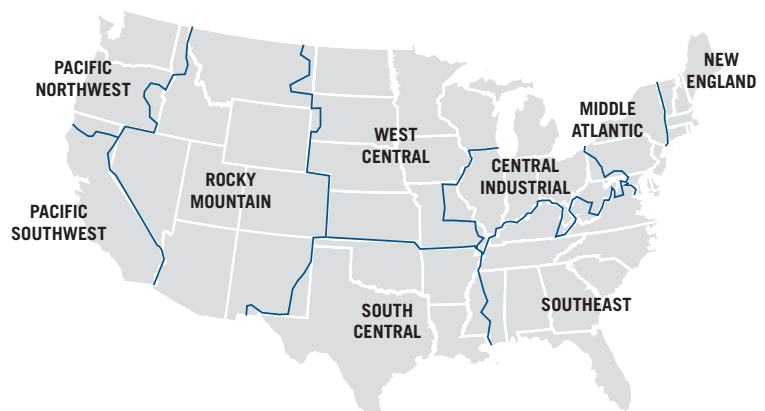 PACIFIC
NORTHWEST
NEW
ENGLAND
MIDDLE
ATLANTIC
WEST
CENTRAL
CENTRAL
INDUSTRIAL
ROCKY
MOUNTAIN
PACIFIC
SOUTHWEST
SOUTH
CENTRAL
SOUTHEAST